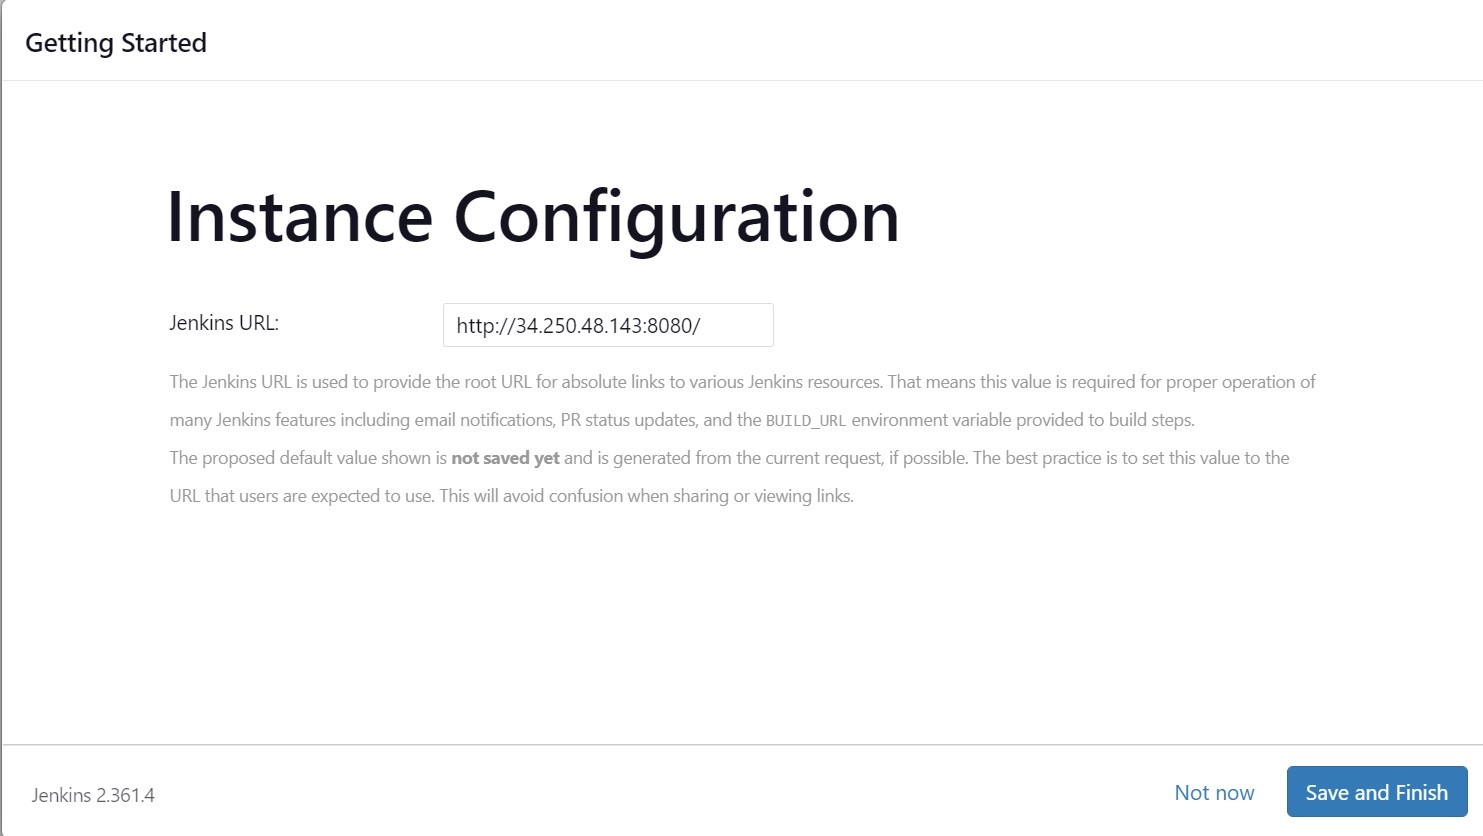 Getting Started
Instance Configuration
Jenkins URL:
http://34.250.48.143:8080/
The Jenkins URL is used to provide the root URL for absolute links to various Jenkins resources. That means this value is required for proper operation of
many Jenkins features including email notifications, PR status updates, and the BUILD_URL environment variable provided to build steps.
The proposed default value shown is not saved yet and is generated from the current request, if possible. The best practice is to set this value to the
URL that users are expected to use. This will avoid confusion when sharing or viewing links.
Jenkins 2.361.4
Not now
Save and Finish